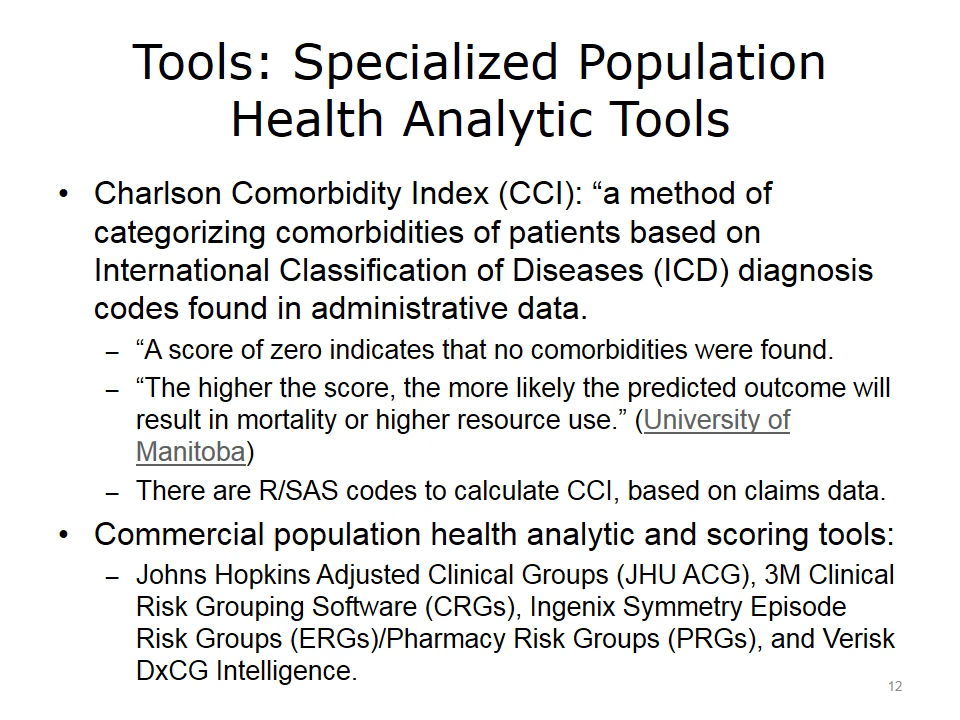 Tools: Specialized Population
Health Analytic Tools
• Charlson Comorbidity Index (CCI): “a method of
categorizing comorbidities of patients based on
International Classification of Diseases (ICD) diagnosis
codes found in administrative data.
– “A score of zero indicates that no comorbidities were found.
– “The higher the score, the more likely the predicted outcome will
result in mortality or higher resource use.” (University of
Manitoba)
– There are R/SAS codes to calculate CCI, based on claims data.
• Commercial population health analytic and scoring tools:
– Johns Hopkins Adjusted Clinical Groups (JHU ACG), 3M Clinical
Risk Grouping Software (CRGs), Ingenix Symmetry Episode
Risk Groups (ERGs)/Pharmacy Risk Groups (PRGs), and Verisk
DxCG Intelligence.
12